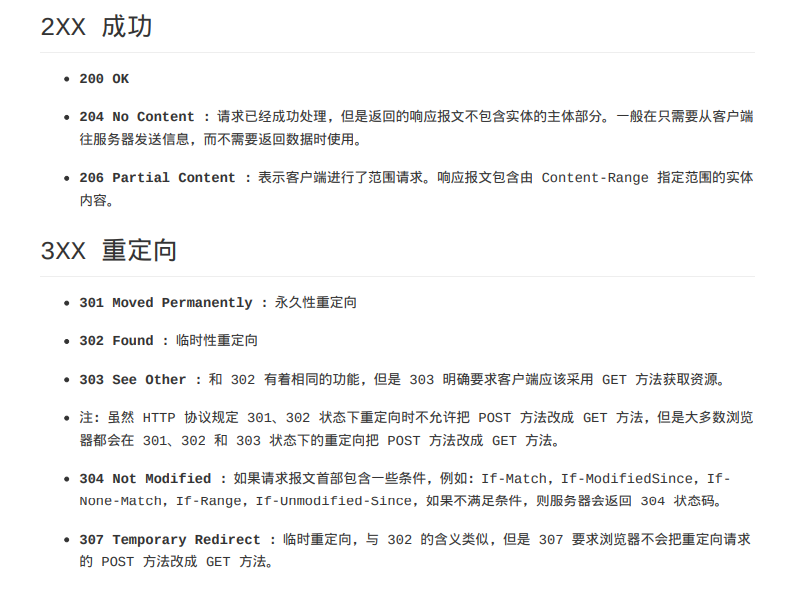 2XX 成功
200 OK
204 No Content ：请求已经成功处理，但是返回的响应报文不包含实体的主体部分。一般在只需要从客户端
往服务器发送信息，而不需要返回数据时使用。
206 Partial Content ：表示客户端进行了范围请求。响应报文包含由 Content-Range 指定范围的实体
内容。
3XX 重定向
301 Moved Permanently ：永久性重定向
302 Found ：临时性重定向
303 See Other ：和 302 有着相同的功能，但是 303 明确要求客户端应该采用 GET 方法获取资源。
注：虽然 HTTP 协议规定 301、302 状态下重定向时不允许把 POST 方法改成 GET 方法，但是大多数浏览
器都会在 301、302 和 303 状态下的重定向把 POST 方法改成 GET 方法。
304 Not Modified ：如果请求报文首部包含一些条件，例如：If-Match，If-ModifiedSince，If-
None-Match，If-Range，If-Unmodified-Since，如果不满足条件，则服务器会返回 304 状态码。
307 Temporary Redirect ：临时重定向，与 302 的含义类似，但是 307 要求浏览器不会把重定向请求
的 POST 方法改成 GET 方法。